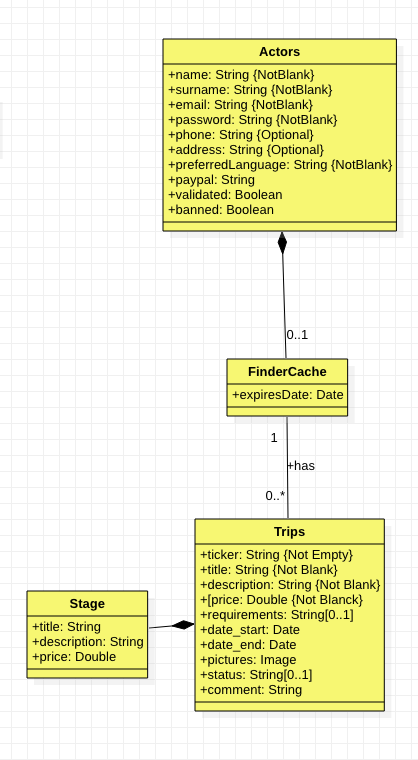 Actors
+name: String {NotBlank}
+surname: String {NotBlank}
+email: String {NotBlank}
+password: String {NotBlank}
+phone: String {Optional}
+address: String {Optional}
+preferredLanguage: String {NotBlank}
+paypal: String
+validated: Boolean
+banned: Boolean
0..1
FinderCache
+expiresDate: Date
1
+has
0..*
Trips
+ticker: String {Not Empty}
+title: String {Not Blank}
+description: String {Not Blank}
+[price: Double {Not Blanck}
+requirements: String[0..1]
+date_start: Date
+date_end: Date
+pictures: Image
+status: String[0..1]
+comment: String
Stage
+title: String
+description: String
+price: Double